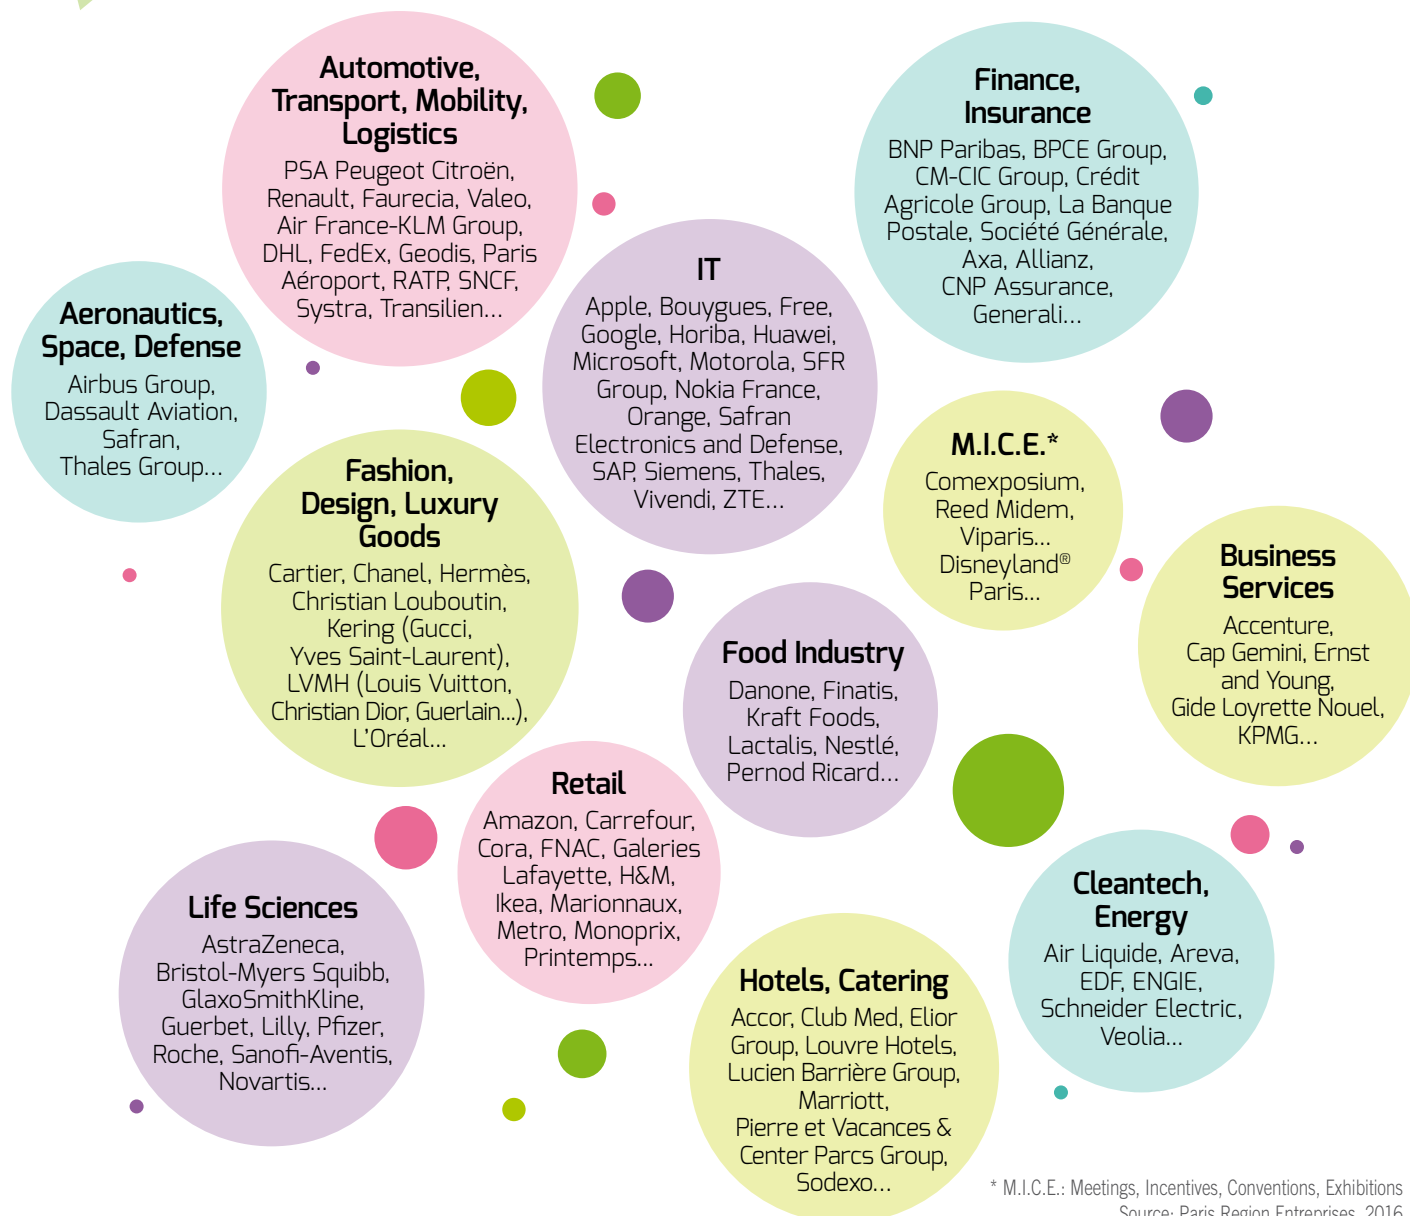 Automotive,
Transport, Mobility,
Logistics
PSA Peugeot Citroën,
Renault, Faurecia, Valeo,
Air France-KLM Group,
DHL, FedEx, Geodis, Paris
Aéroport, RATP, SNCF,
Systra, Transilien...
Finance,
Insurance
BNP Paribas, BPCE Group,
CM-CIC Group, Crédit
Agricole Group, La Banque
Postale, Société Générale,
Axa, Allianz,
CNP Assurance,
Generali...
Aeronautics,
Space, Defense
Airbus Group,
Dassault Aviation,
Safran,
Thales Group...
IT
Apple, Bouygues, Free,
Google, Horiba, Huawei,
Microsoft, Motorola, SFR
Group, Nokia France,
Orange, Safran
Electronics and Defense,
SAP, Siemens, Thales,
Vivendi, ZTE...
Fashion,
Design, Luxury
Goods
Cartier, Chanel, Hermès,
Christian Louboutin,
Kering (Gucci,
Yves Saint-Laurent),
LVMH (Louis Vuitton,
Christian Dior, Guerlain...),
L'Oréal...
M.I.C.E.*
Comexposium,
Reed Midem,
Viparis...
Disneyland®
Paris...
Business
Services
Accenture,
Cap Gemini, Ernst
and Young,
Gide Loyrette Nouel,
KPMG...
Food Industry
Danone, Finatis,
Kraft Foods,
Lactalis, Nestlé,
Pernod Ricard...
Retail
Amazon, Carrefour,
Cora, FNAC, Galeries
Lafayette, H&M,
Ikea, Marionnaux,
Metro, Monoprix,
Printemps...
Life Sciences
AstraZeneca,
Bristol-Myers Squibb,
GlaxoSmithKline,
Guerbet, Lilly, Pfizer,
Roche, Sanofi-Aventis,
Novartis...
Cleantech,
Energy
Air Liquide, Areva,
EDF, ENGIE,
Schneider Electric,
Veolia...
Hotels, Catering
Accor, Club Med, Elior
Group, Louvre Hotels,
Lucien Barrière Group,
Marriott,
Pierre et Vacances &
Center Parcs Group,
Sodexo...
* M.I.C.E.: Meetings, Incentives, Conventions, Exhibitions
Source: Paris Region Entreprises, 2016